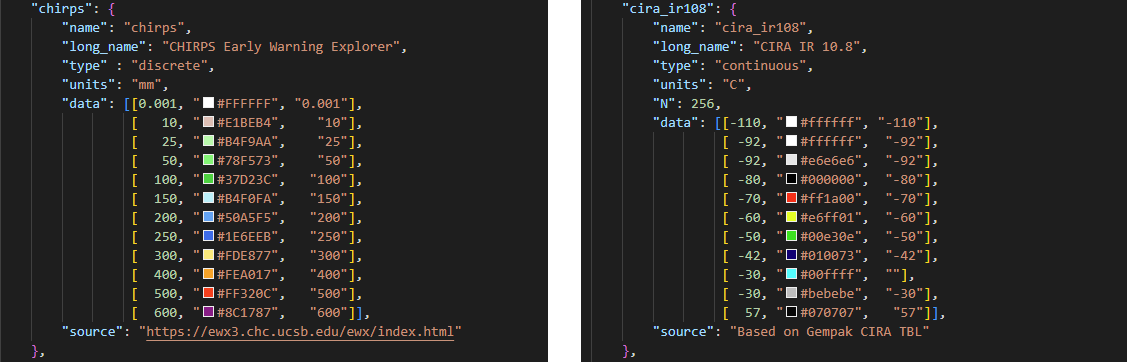 "chirps": {
    "name": "chirps",
    "long_name": "CHIRPS Early Warning Explorer",
    "type" : "discrete",
    "units": "mm",
    "data": [[0.001, "#FFFFFF", "0.001"],
             [   10, "#E1BEB4",    "10"],
             [   25, "#B4F9AA",    "25"],
             [   50, "#78F573",    "50"],
             [  100, "#37D23C",   "100"],
             [  150, "#B4F0FA",   "150"],
             [  200, "#50A5F5",   "200"],
             [  250, "#1E6EEB",   "250"],
             [  300, "#FDE877",   "300"],
             [  400, "#FEA017",   "400"],
             [  500, "#FF320C",   "500"],
             [  600, "#8C1787",   "600"]],
    "source": "https://ewx3.chc.ucsb.edu/ewx/index.html"
},
"cira_ir108": {
    "name": "cira_ir108",
    "long_name": "CIRA IR 10.8",
    "type": "continuous",
    "units": "C",
    "N": 256,
    "data": [[-110, "#ffffff", "-110"],
             [ -92, "#ffffff",  "-92"],
             [ -92, "#e6e6e6",  "-92"],
             [ -80, "#000000",  "-80"],
             [ -70, "#ff1a00",  "-70"],
             [ -60, "#e6ff01",  "-60"],
             [ -50, "#00e30e",  "-50"],
             [ -42, "#010073",  "-42"],
             [ -30, "#00ffff",  ""],
             [ -30, "#bebebe",  "-30"],
             [  57, "#070707",   "57"]],
    "source": "Based on Gempak CIRA TBL"
},